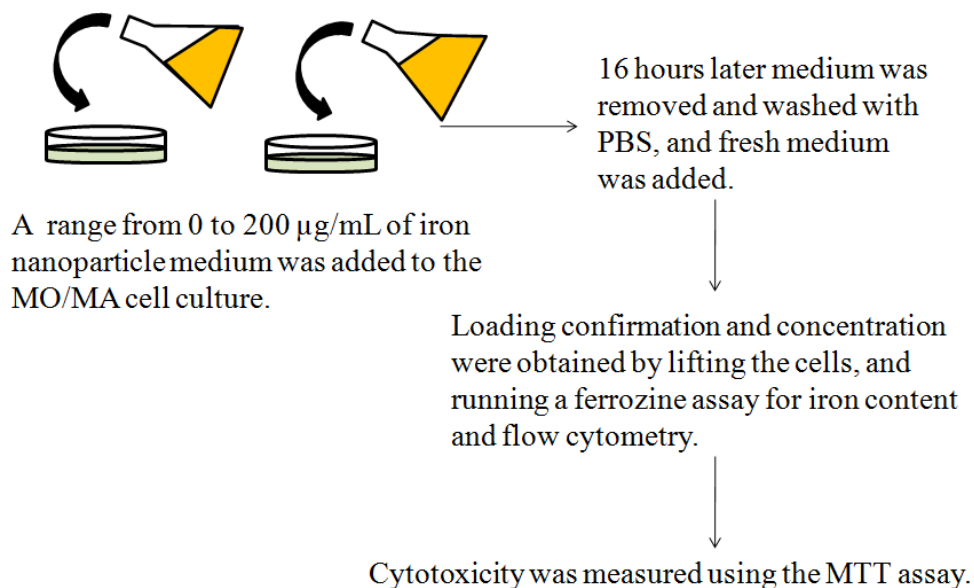 A range from 0 to 200 µg/mL of iron
nanoparticle medium was added to the
MO/MA cell culture.
16 hours later medium was
removed and washed with
PBS, and fresh medium
was added.
Loading confirmation and concentration
were obtained by lifting the cells, and
running a ferrozine assay for iron content
and flow cytometry.
Cytotoxicity was measured using the MTT assay.